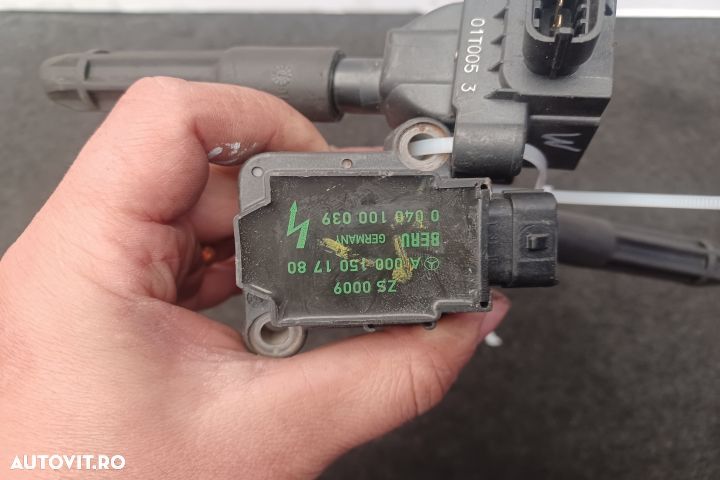 01T005 3
W
ZS 0009
A 000 150 17 80
BERU GERMANY
0 040 100 039
AUTOVIT.RO